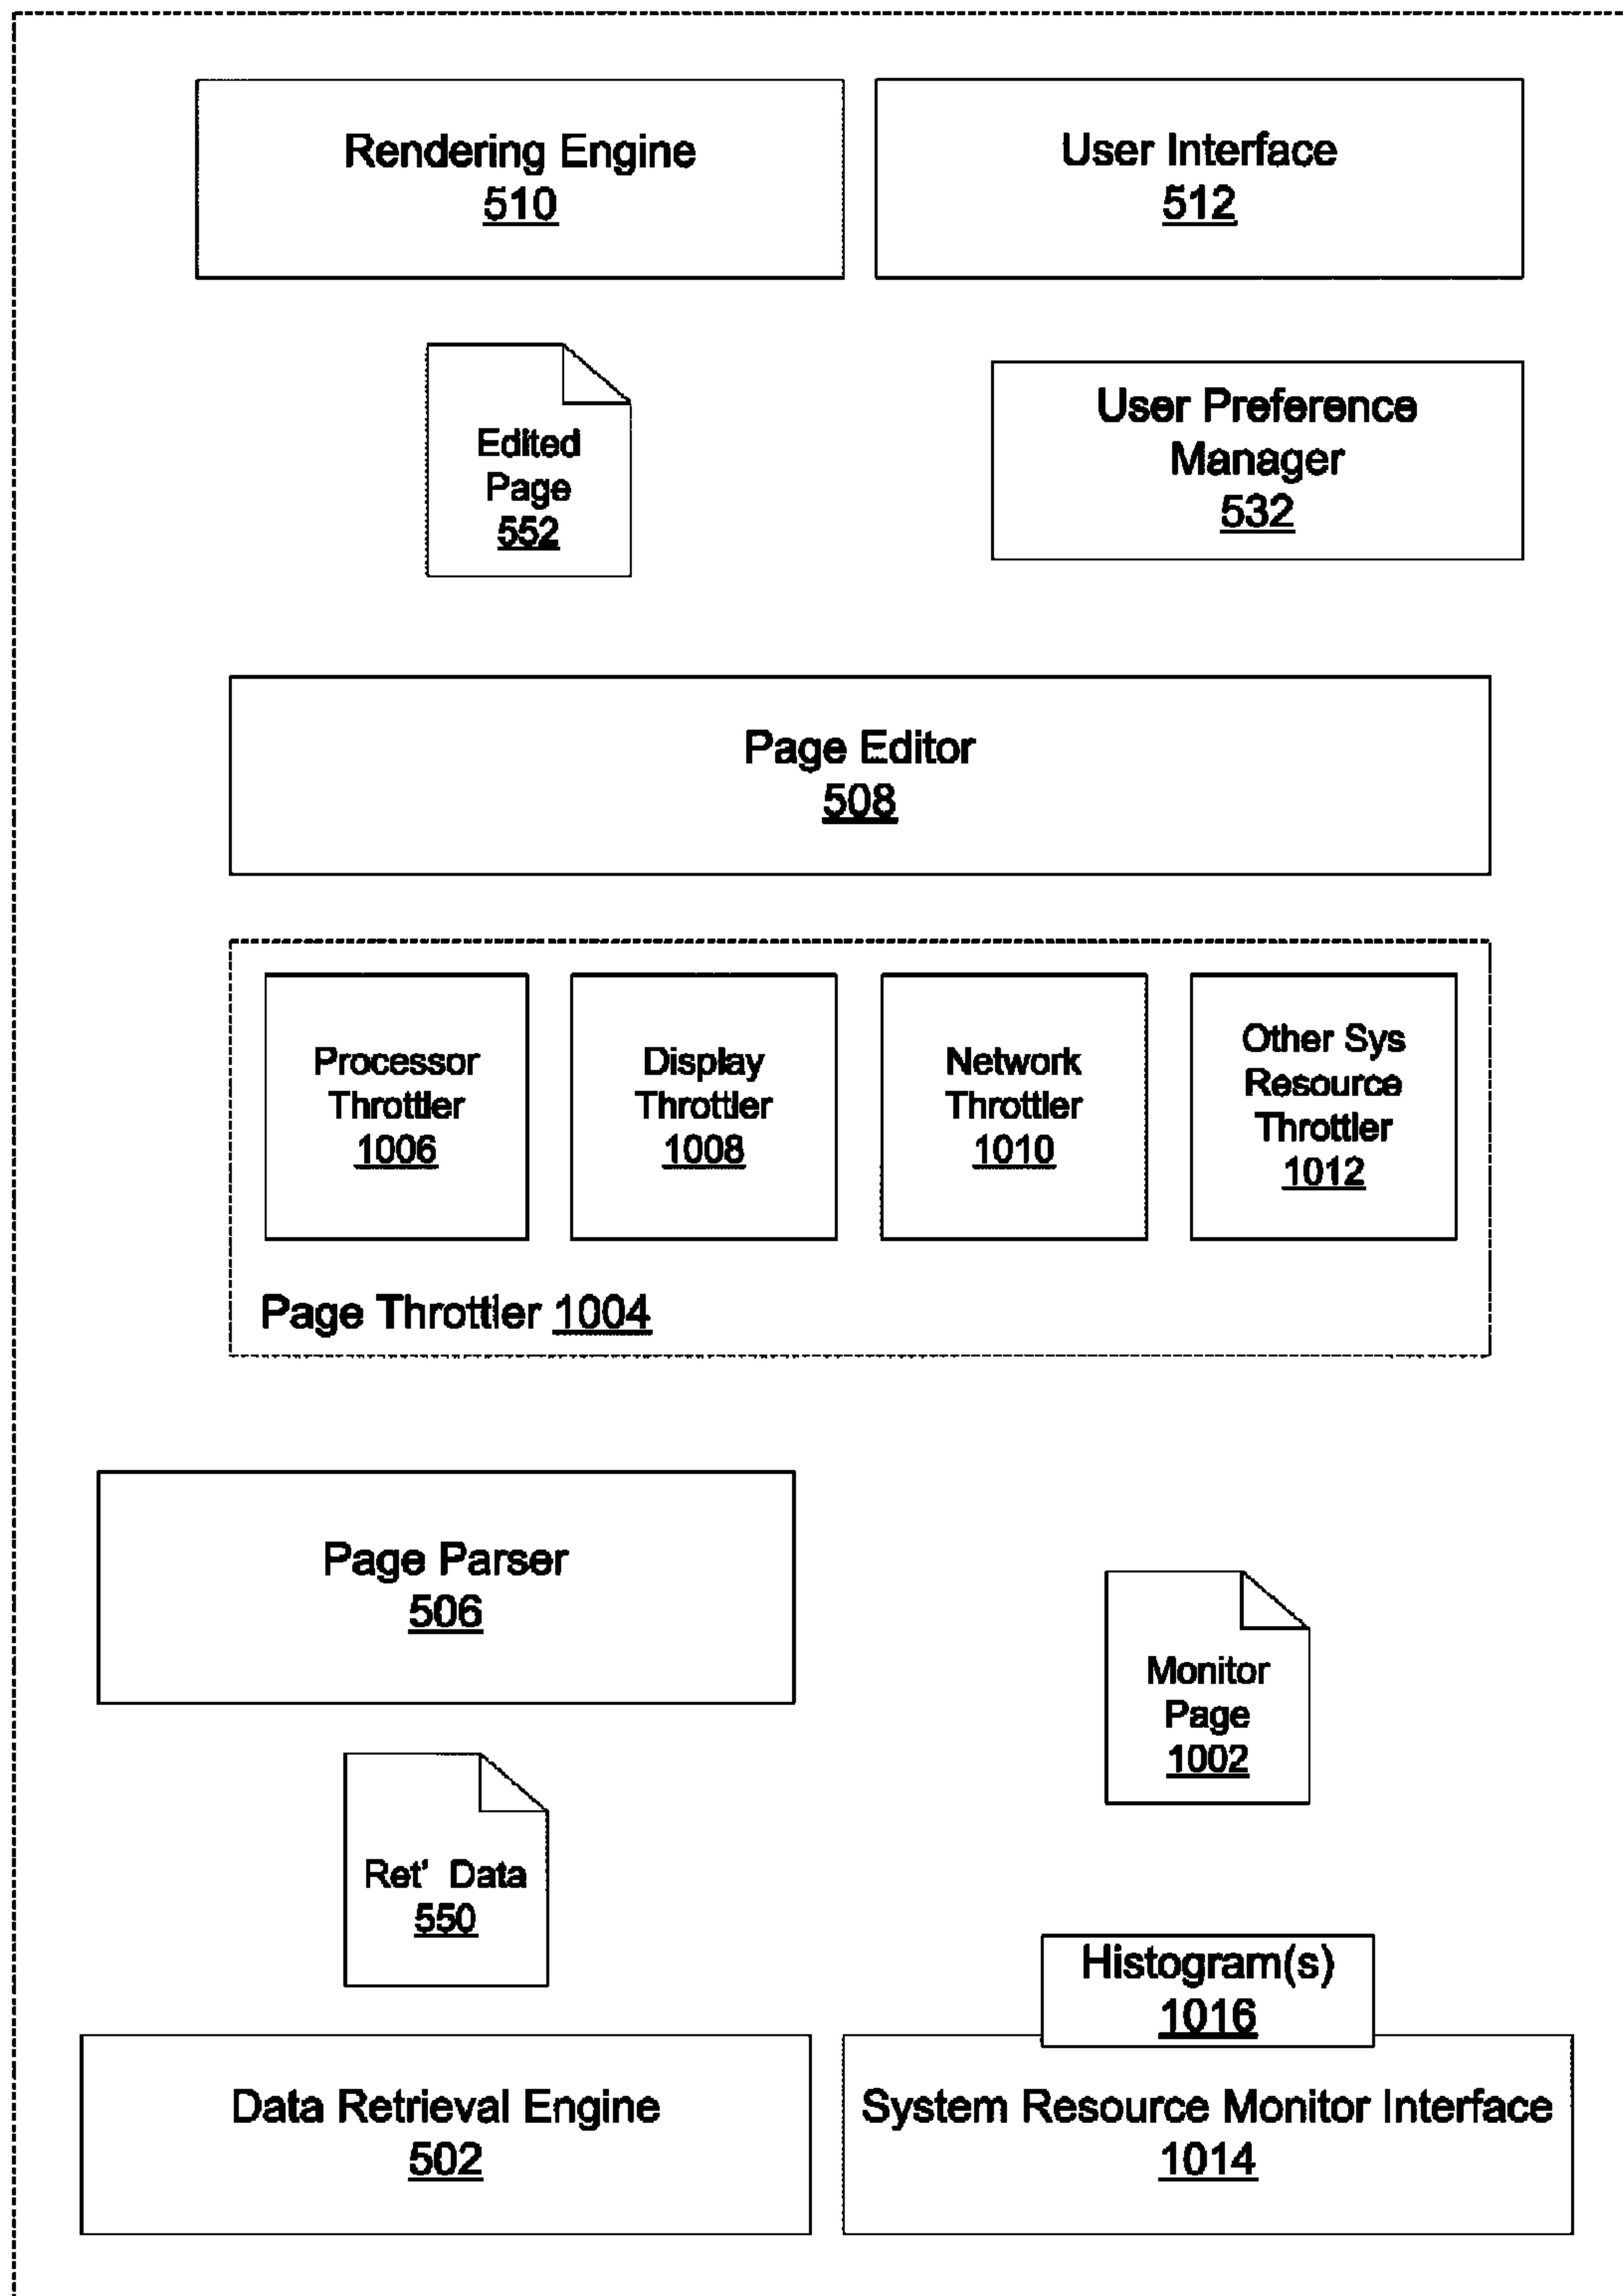 Rendering Engine
510
User Interface
512
Edited
Page
552
User Preference
Manager
532
Page Editor
508
Processor
Throttler
1006
Display
Throttler
1008
Network
Throttler
1010
Other Sys
Resource
Throttler
1012
Page Throttler 1004
Page Parser
506
Monitor
Page
1002
Ret' Data
550
Histogram(s)
1016
Data Retrieval Engine
502
System Resource Monitor Interface
1014